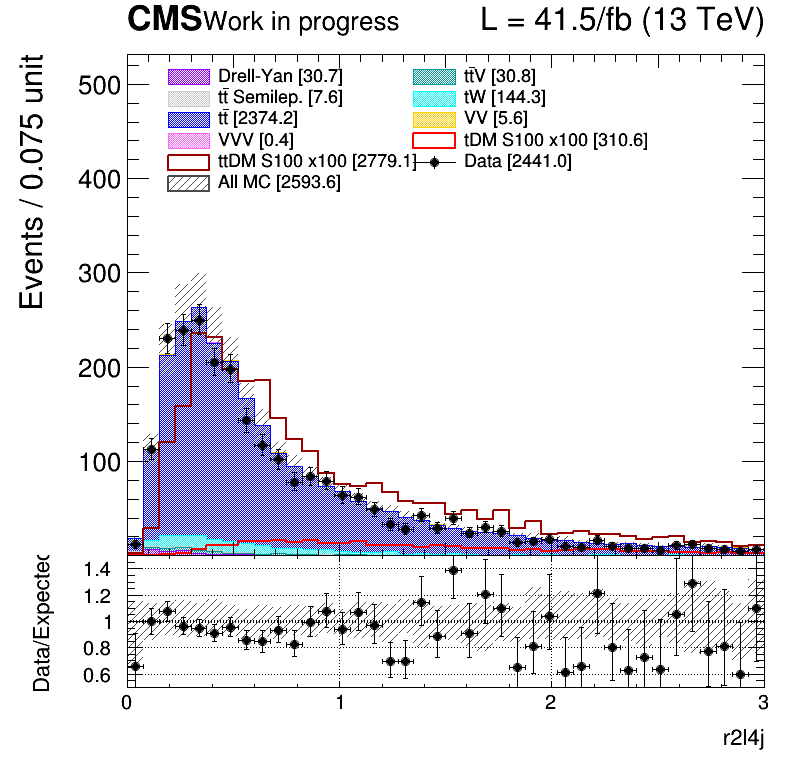 CMS Work in progress L = 41.5/fb (13 TeV)
Events / 0.075 unit
500
400
300
200
100
Drell-Yan [30.7] tt̄V [30.8]
tt̄ Semilep. [7.6] tW [144.3]
tt̄ [2374.2] VV [5.6]
VVV [0.4] tDM S100 x100 [310.6]
ttDM S100 x100 [2779.1] Data [2441.0]
All MC [2593.6]
Data/Expected
1.4
1.2
1
0.8
0.6
0 1 2 3
r2l4j